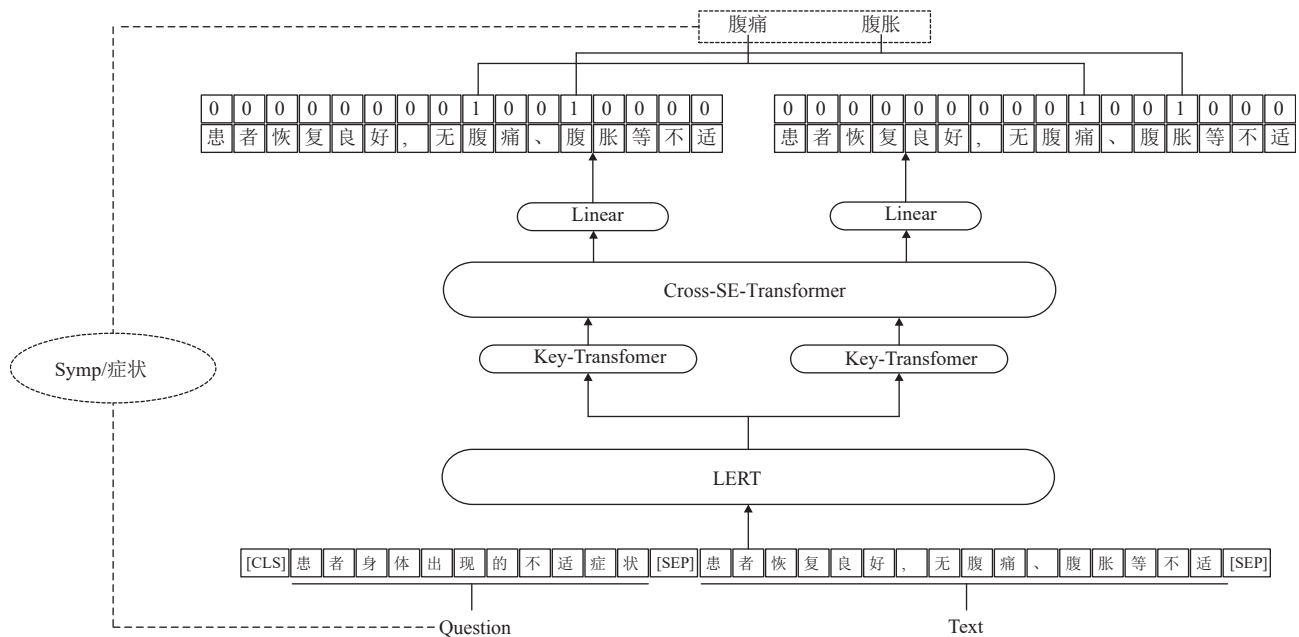 腹痛 腹胀
0 0 0 0 0 0 0 0 1 0 0 1 0 0 0 0
0 0 0 0 0 0 0 0 0 1 0 0 1 0 0 0
患 者 恢 复 良 好 , 无 腹 痛 、 腹 胀 等 不 适
患 者 恢 复 良 好 , 无 腹 痛 、 腹 胀 等 不 适
Linear
Linear
Cross-SE-Transformer
Key-Transfomer
Key-Transfomer
Symp/症状
LERT
[CLS] 患 者 身 体 出 现 的 不 适 症 状 [SEP] 患 者 恢 复 良 好 , 无 腹 痛 、 腹 胀 等 不 适 [SEP]
Question
Text